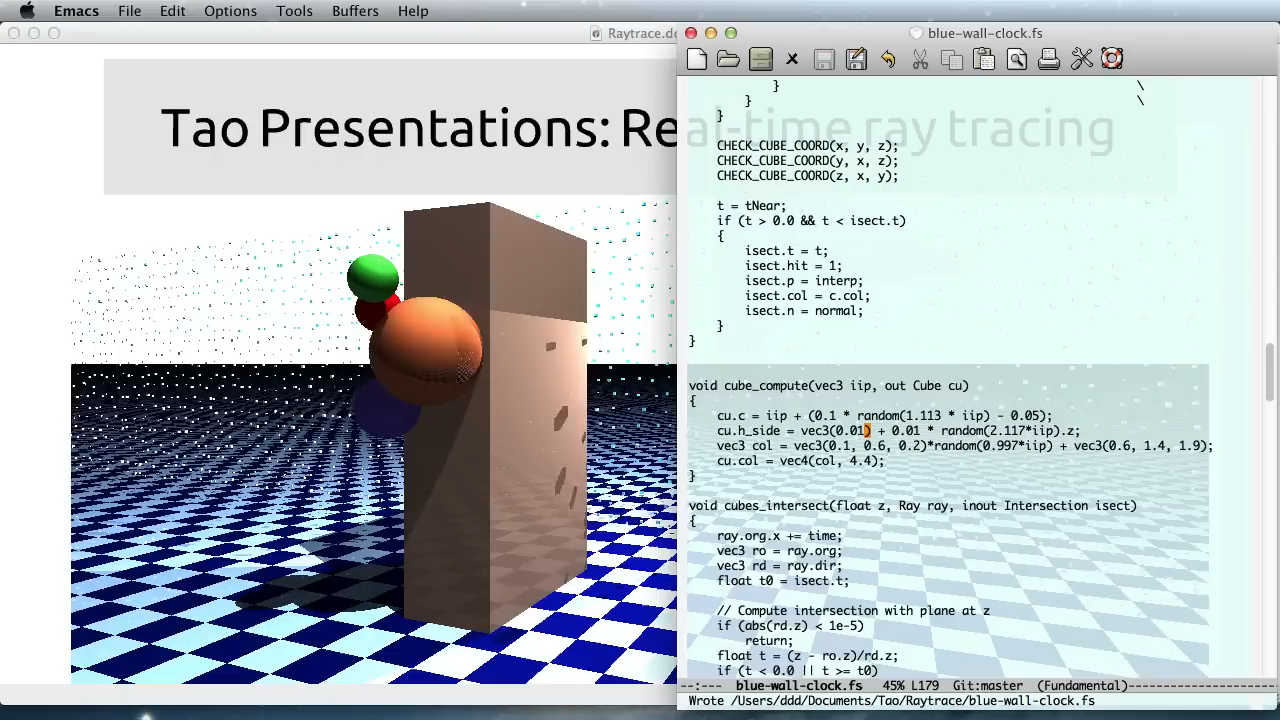 Emacs File Edit Options Tools Buffers Help
Raytrace.dd
blue-wall-clock.fs
Tao Presentations: Real-time ray tracing
} \
} \
}
CHECK_CUBE_COORD(x, y, z);
CHECK_CUBE_COORD(y, x, z);
CHECK_CUBE_COORD(z, x, y);
t = tNear;
if (t > 0.0 && t < isect.t)
{
isect.t = t;
isect.hit = 1;
isect.p = interp;
isect.col = c.col;
isect.n = normal;
}
}
void cube_compute(vec3 iip, out Cube cu)
{
cu.c = iip + (0.1 * random(1.113 * iip) - 0.05);
cu.h_side = vec3(0.01) + 0.01 * random(2.117*iip).z;
vec3 col = vec3(0.1, 0.6, 0.2)*random(0.997*iip) + vec3(0.6, 1.4, 1.9);
cu.col = vec4(col, 4.4);
}
void cubes_intersect(float z, Ray ray, inout Intersection isect)
{
ray.org.x += time;
vec3 ro = ray.org;
vec3 rd = ray.dir;
float t0 = isect.t;
// Compute intersection with plane at z
if (abs(rd.z) < 1e-5)
return;
float t = (z - ro.z)/rd.z;
if (t < 0.0 || t >= t0)
--:--- blue-wall-clock.fs 45% L179 Git:master (Fundamental)
Wrote /Users/ddd/Documents/Tao/Raytrace/blue-wall-clock.fs